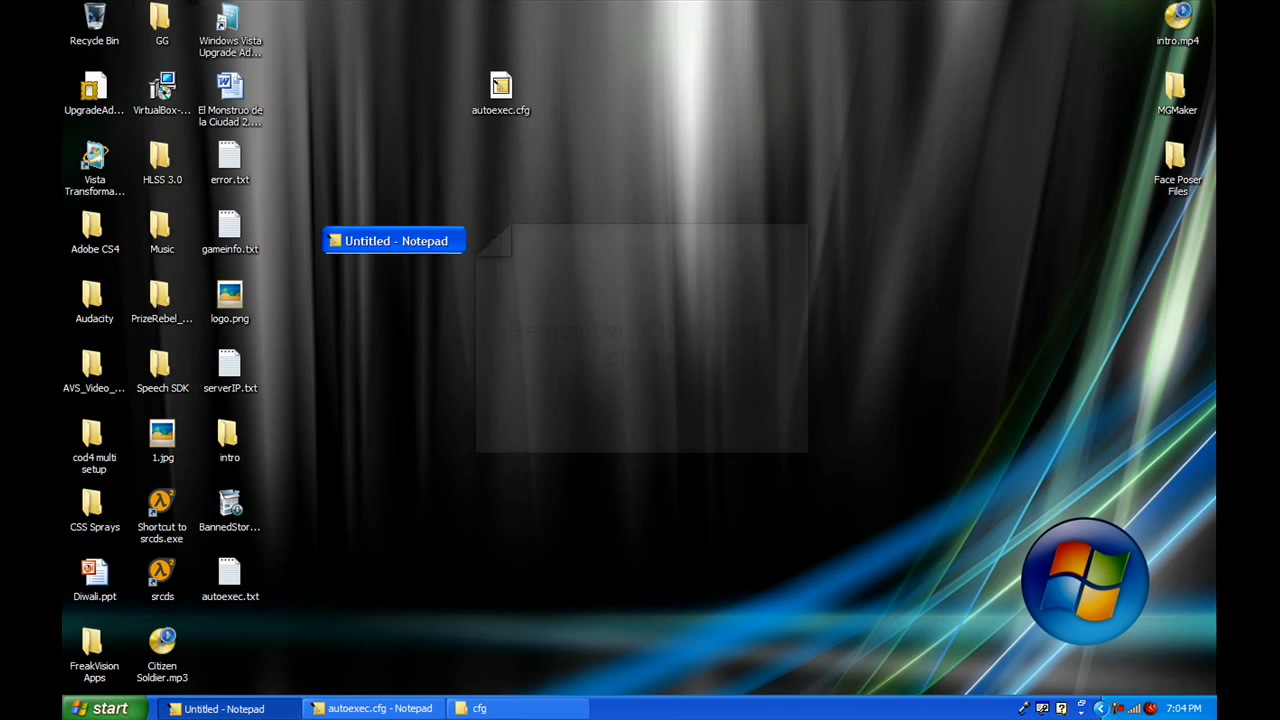 Recycle Bin
GG
Windows Vista
Upgrade Ad...
UpgradeAd...
VirtualBox-...
El Monstruo de
la Ciudad 2....
Vista
Transforma...
HLSS 3.0
error.txt
Adobe CS4
Music
gameinfo.txt
Audacity
PrizeRebel_...
logo.png
AVS_Video_...
Speech SDK
serverIP.txt
cod4 multi
setup
1.jpg
intro
CSS Sprays
Shortcut to
srcds.exe
BannedStor...
Diwali.ppt
srcds
autoexec.txt
FreakVision
Apps
Citizen
Soldier.mp3
autoexec.cfg
Untitled - Notepad
intro.mp4
MGMaker
Face Poser
Files
start
Untitled - Notepad
autoexec.cfg - Notepad
cfg
7:04 PM